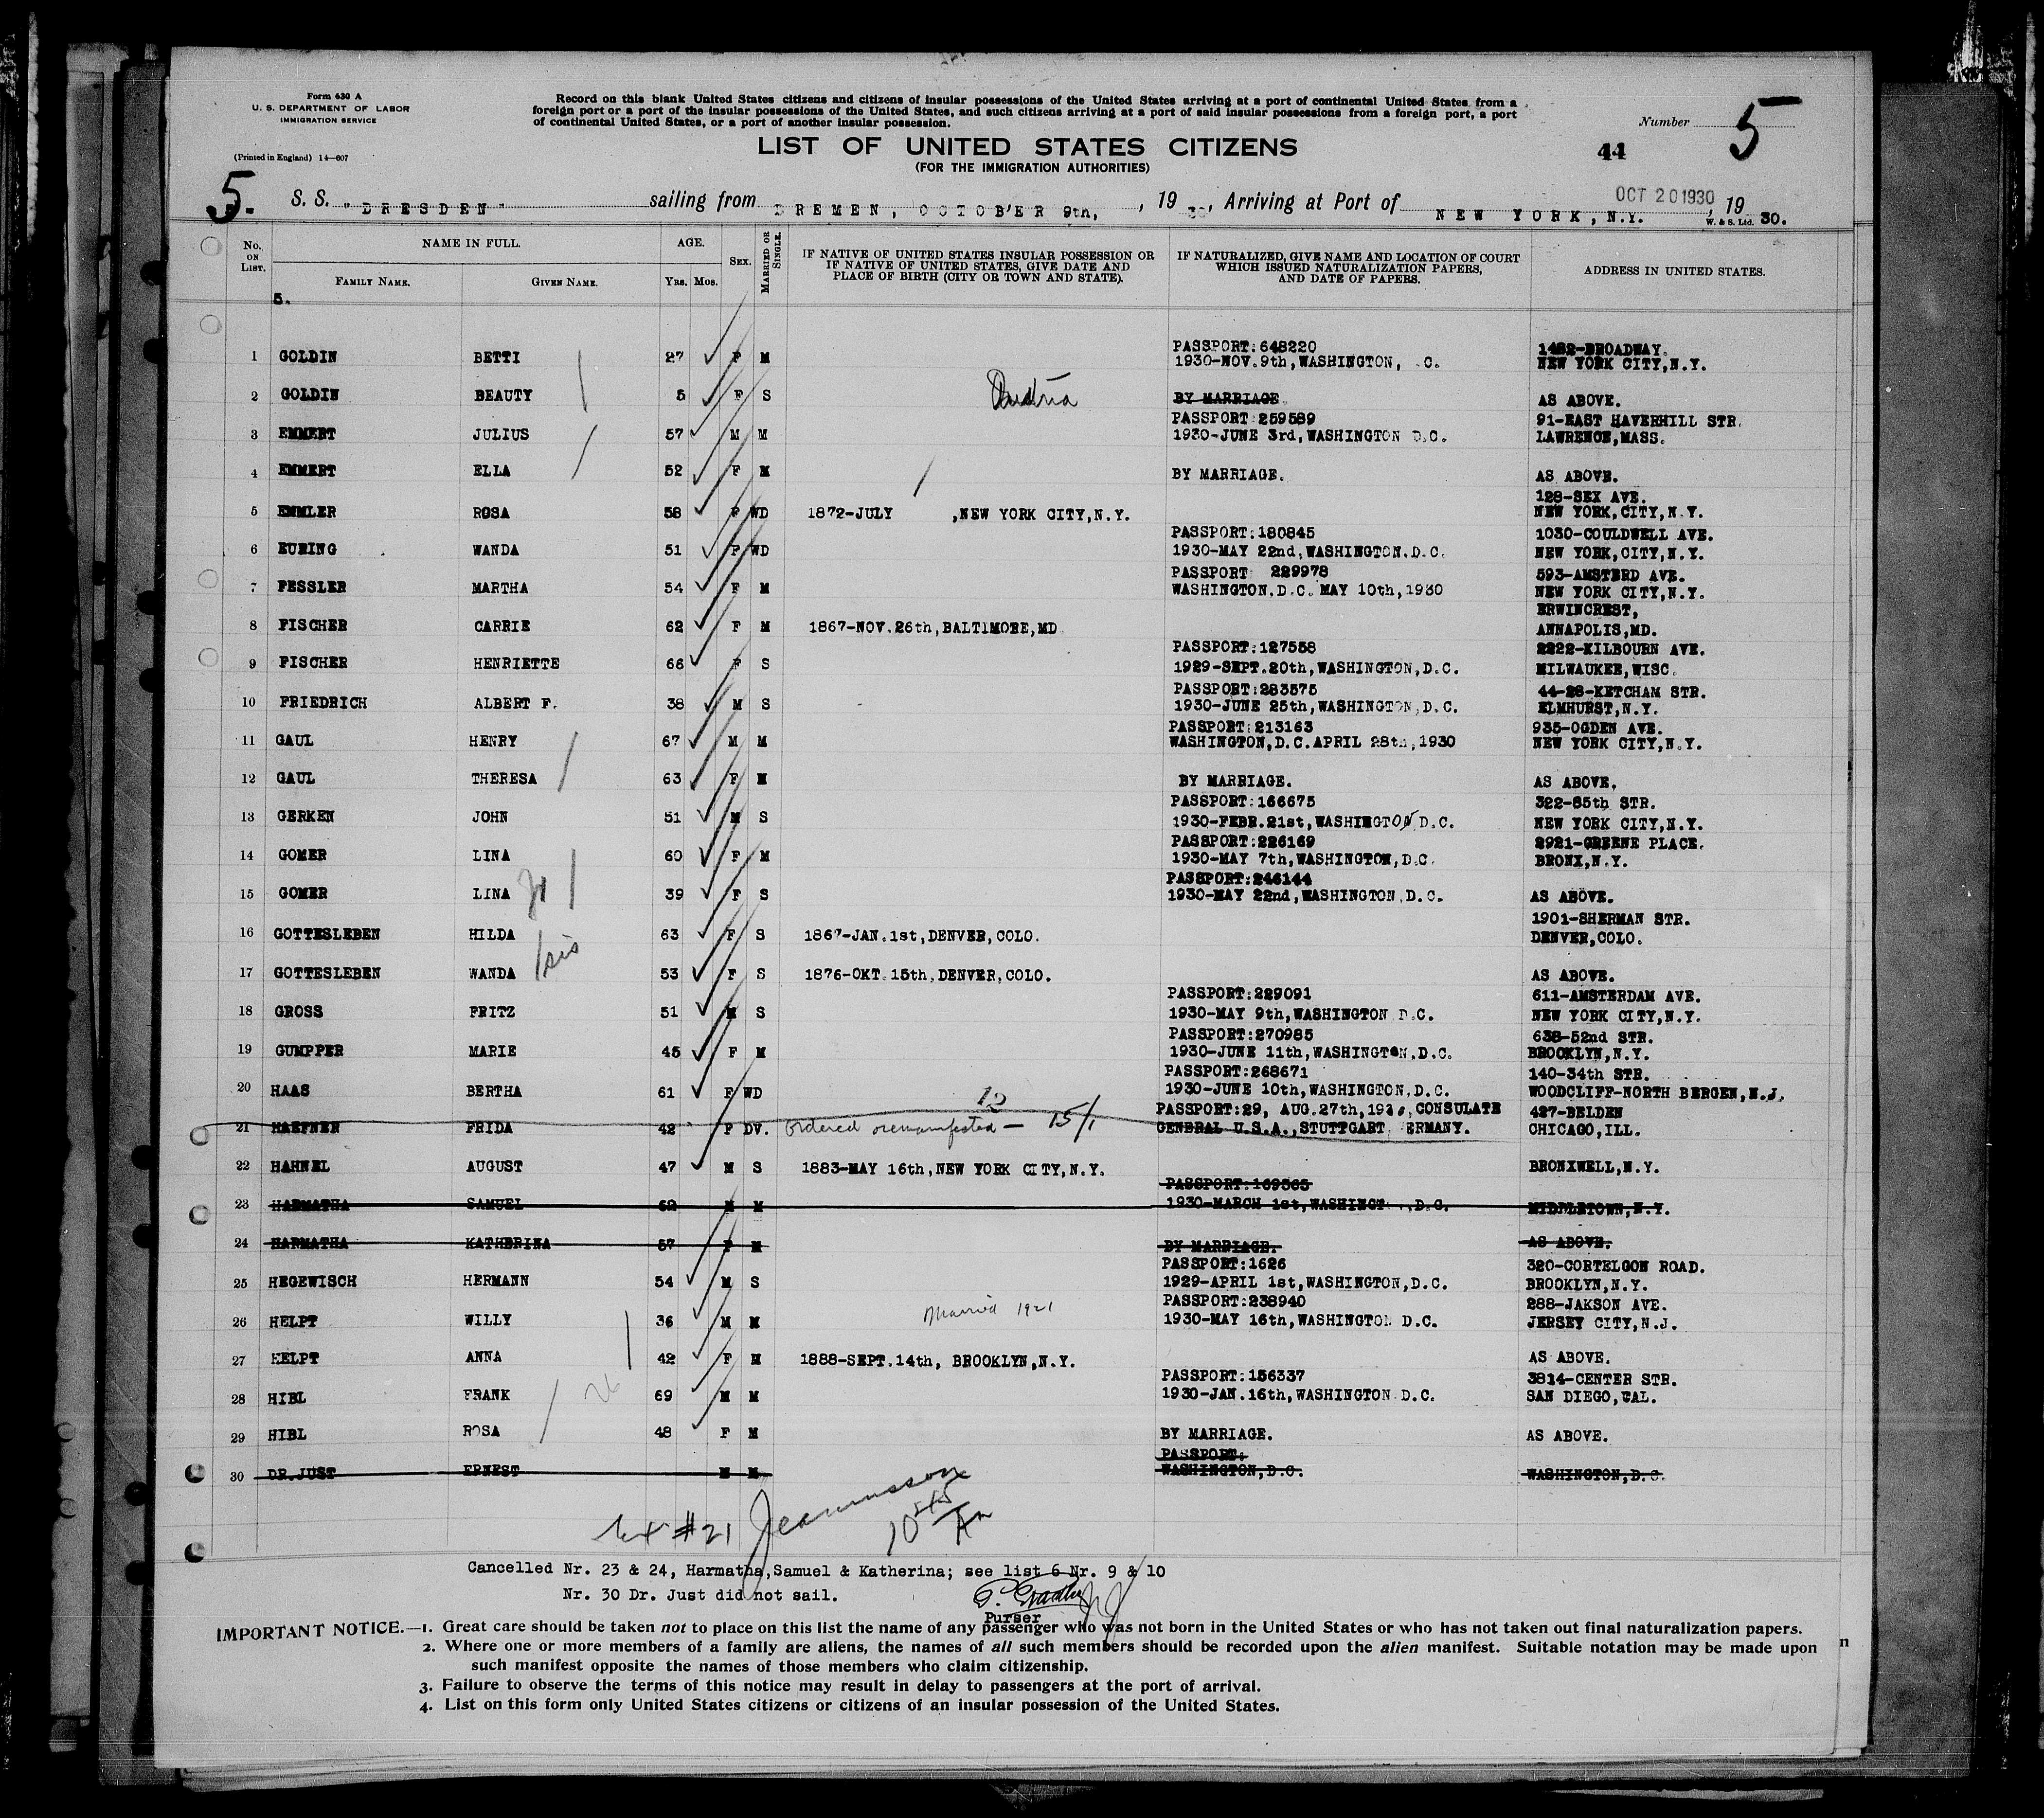 Form 630 A
U. S. DEPARTMENT OF LABOR
IMMIGRATION SERVICE
(Printed in England) 14—607
Record on this blank United States citizens and citizens of insular possessions of the United States arriving at a port of continental United States from a
foreign port or a port of the insular possessions of the United States, and such citizens arriving at a port of said insular possessions from a foreign port, a port
of continental United States, or a port of another insular possession.
Number 5
LIST OF UNITED STATES CITIZENS
44
(FOR THE IMMIGRATION AUTHORITIES)
5. S. S. "DRESDEN" sailing from BREMEN, OCTOBER 9th, , 19 30, Arriving at Port of NEW YORK, N.Y. OCT 20 1930, 19 30.
W. & S. Ltd.
No. ON LIST. NAME IN FULL. AGE. SEX. MARRIED OR SINGLE. IF NATIVE OF UNITED STATES INSULAR POSSESSION OR IF NATIVE OF UNITED STATES, GIVE DATE AND PLACE OF BIRTH (CITY OR TOWN AND STATE). IF NATURALIZED, GIVE NAME AND LOCATION OF COURT WHICH ISSUED NATURALIZATION PAPERS, AND DATE OF PAPERS. ADDRESS IN UNITED STATES.
FAMILY NAME. GIVEN NAME. Yrs. Mos.
5.
PASSPORT:648220 1482-BROADWAY.
1 GOLDIN BETTI 27 F M 1930-NOV.9th,WASHINGTON, .C. NEW YORK CITY,N.Y.
2 GOLDIN BEAUTY 5 F S BY MARRIAGE AS ABOVE.
PASSPORT:259589 91-EAST HAVERHILL STR.
3 EMMERT JULIUS 57 M M 1930-JUNE 3rd,WASHINGTON D.C. LAWRENCE,MASS.
4 EMMERT ELLA 52 F M BY MARRIAGE. AS ABOVE.
128-SEX AVE.
5 EMMLER ROSA 58 F WD 1872-JULY ,NEW YORK CITY,N.Y. NEW YORK,CITY,N.Y.
PASSPORT:180845 1030-COULDWELL AVE.
6 EURING WANDA 51 F WD 1930-MAY 22nd,WASHINGTON.D.C. NEW YORK,CITY,N.Y.
PASSPORT 229978 593-AMSTERD AVE.
7 FESSLER MARTHA 54 F M WASHINGTON.D.C. MAY 10th,1930 NEW YORK CITY,N.Y.
ERWINCREST,
8 FISCHER CARRIE 62 F M 1867-NOV.26th,BALTIMORE,MD ANNAPOLIS,MD.
PASSPORT:127558 2222-KILBOURN AVE.
9 FISCHER HENRIETTE 66 F S 1929-SEPT.20th,WASHINGTON,D.C. MILWAUKEE,WISC.
PASSPORT:283575 44-28-KETCHAM STR.
10 FRIEDRICH ALBERT F. 38 M S 1930-JUNE 25th,WASHINGTON,D.C. ELMHURST,N.Y.
PASSPORT:213163 935-OGDEN AVE.
11 GAUL HENRY 67 M M WASHINGTON,D.C.APRIL 28th,1930 NEW YORK CITY,N.Y.
12 GAUL THERESA 63 F M BY MARRIAGE. AS ABOVE.
PASSPORT:166675 322-85th STR.
13 GERKEN JOHN 51 M S 1930-FEBR.21st,WASHINGTON,D.C. NEW YORK CITY,N.Y.
PASSPORT:226169 2921-GREENE PLACE.
14 GOMER LINA 60 F M 1930-MAY 7th,WASHINGTON,D.C. BRONX,N.Y.
PASSPORT:246144
15 GOMER LINA 39 F S 1930-MAY 22nd,WASHINGTON,D.C. AS ABOVE.
1901-SHERMAN STR.
16 GOTTESLEBEN HILDA 63 F S 1867-JAN.1st,DENVER,COLO. DENVER,COLO.
sis
17 GOTTESLEBEN WANDA 53 F S 1876-OKT.15th,DENVER,COLO. AS ABOVE.
PASSPORT:229091 611-AMSTERDAM AVE.
18 GROSS FRITZ 51 M S 1930-MAY 9th,WASHINGTON D.C. NEW YORK CITY,N.Y.
PASSPORT:270985 638-52nd STR.
19 GUMPPER MARIE 45 F M 1930-JUNE 11th,WASHINGTON,D.C. BROOKLYN,N.Y.
PASSPORT:268671 140-34th STR.
20 HAAS BERTHA 61 F WD 1930-JUNE 10th,WASHINGTON,D.C. WOODCLIFF-NORTH BERGEN,N.J.
12 PASSPORT:29, AUG.27th,1930,CONSULATE 427-BELDEN
21 HAEFNER FRIDA 42 F DV. Ordered remanifested — 15/1 GENERAL U.S.A.,STUTTGART ERMANY. CHICAGO,ILL.
22 HAHNEL AUGUST 47 M S 1883-MAY 16th,NEW YORK CITY,N.Y. BRONXWELL,N.Y.
PASSPORT:169563
23 HARMATHA SAMUEL 62 M M 1930-MARCH 1st,WASHINGT ,D.C. MIDDLETOWN,N.Y.
24 HARMATHA KATHERINA 57 F M BY MARRIAGE. AS ABOVE.
PASSPORT:1626 320-CORTELGON ROAD.
25 HEGEWISCH HERMANN 54 M S 1929-APRIL 1st,WASHINGTON,D.C. BROOKLYN,N.Y.
Married 1921 PASSPORT:238940 288-JAKSON AVE.
26 HELPT WILLY 36 M M 1930-MAY 16th,WASHINGTON D.C. JERSEY CITY,N.J.
27 HELPT ANNA 42 F M 1888-SEPT.14th, BROOKLYN,N.Y. AS ABOVE.
PASSPORT:156337 3814-CENTER STR.
28 HIBL FRANK 69 M M 1930-JAN.16th,WASHINGTON D.C. SAN DIEGO,CAL.
29 HIBL ROSA 48 F M BY MARRIAGE. AS ABOVE.
PASSPORT:
30 DR.JUST ERNEST M M WASHINGTON,D.C. WASHINGTON,D.C.
#21 10 45 Am
Cancelled Nr. 23 & 24, Harmatha,Samuel & Katherina; see list 6 Nr. 9 & 10
Nr. 30 Dr. Just did not sail.
Purser
IMPORTANT NOTICE.—1. Great care should be taken not to place on this list the name of any passenger who was not born in the United States or who has not taken out final naturalization papers.
2. Where one or more members of a family are aliens, the names of all such members should be recorded upon the alien manifest. Suitable notation may be made upon
such manifest opposite the names of those members who claim citizenship.
3. Failure to observe the terms of this notice may result in delay to passengers at the port of arrival.
4. List on this form only United States citizens or citizens of an insular possession of the United States.